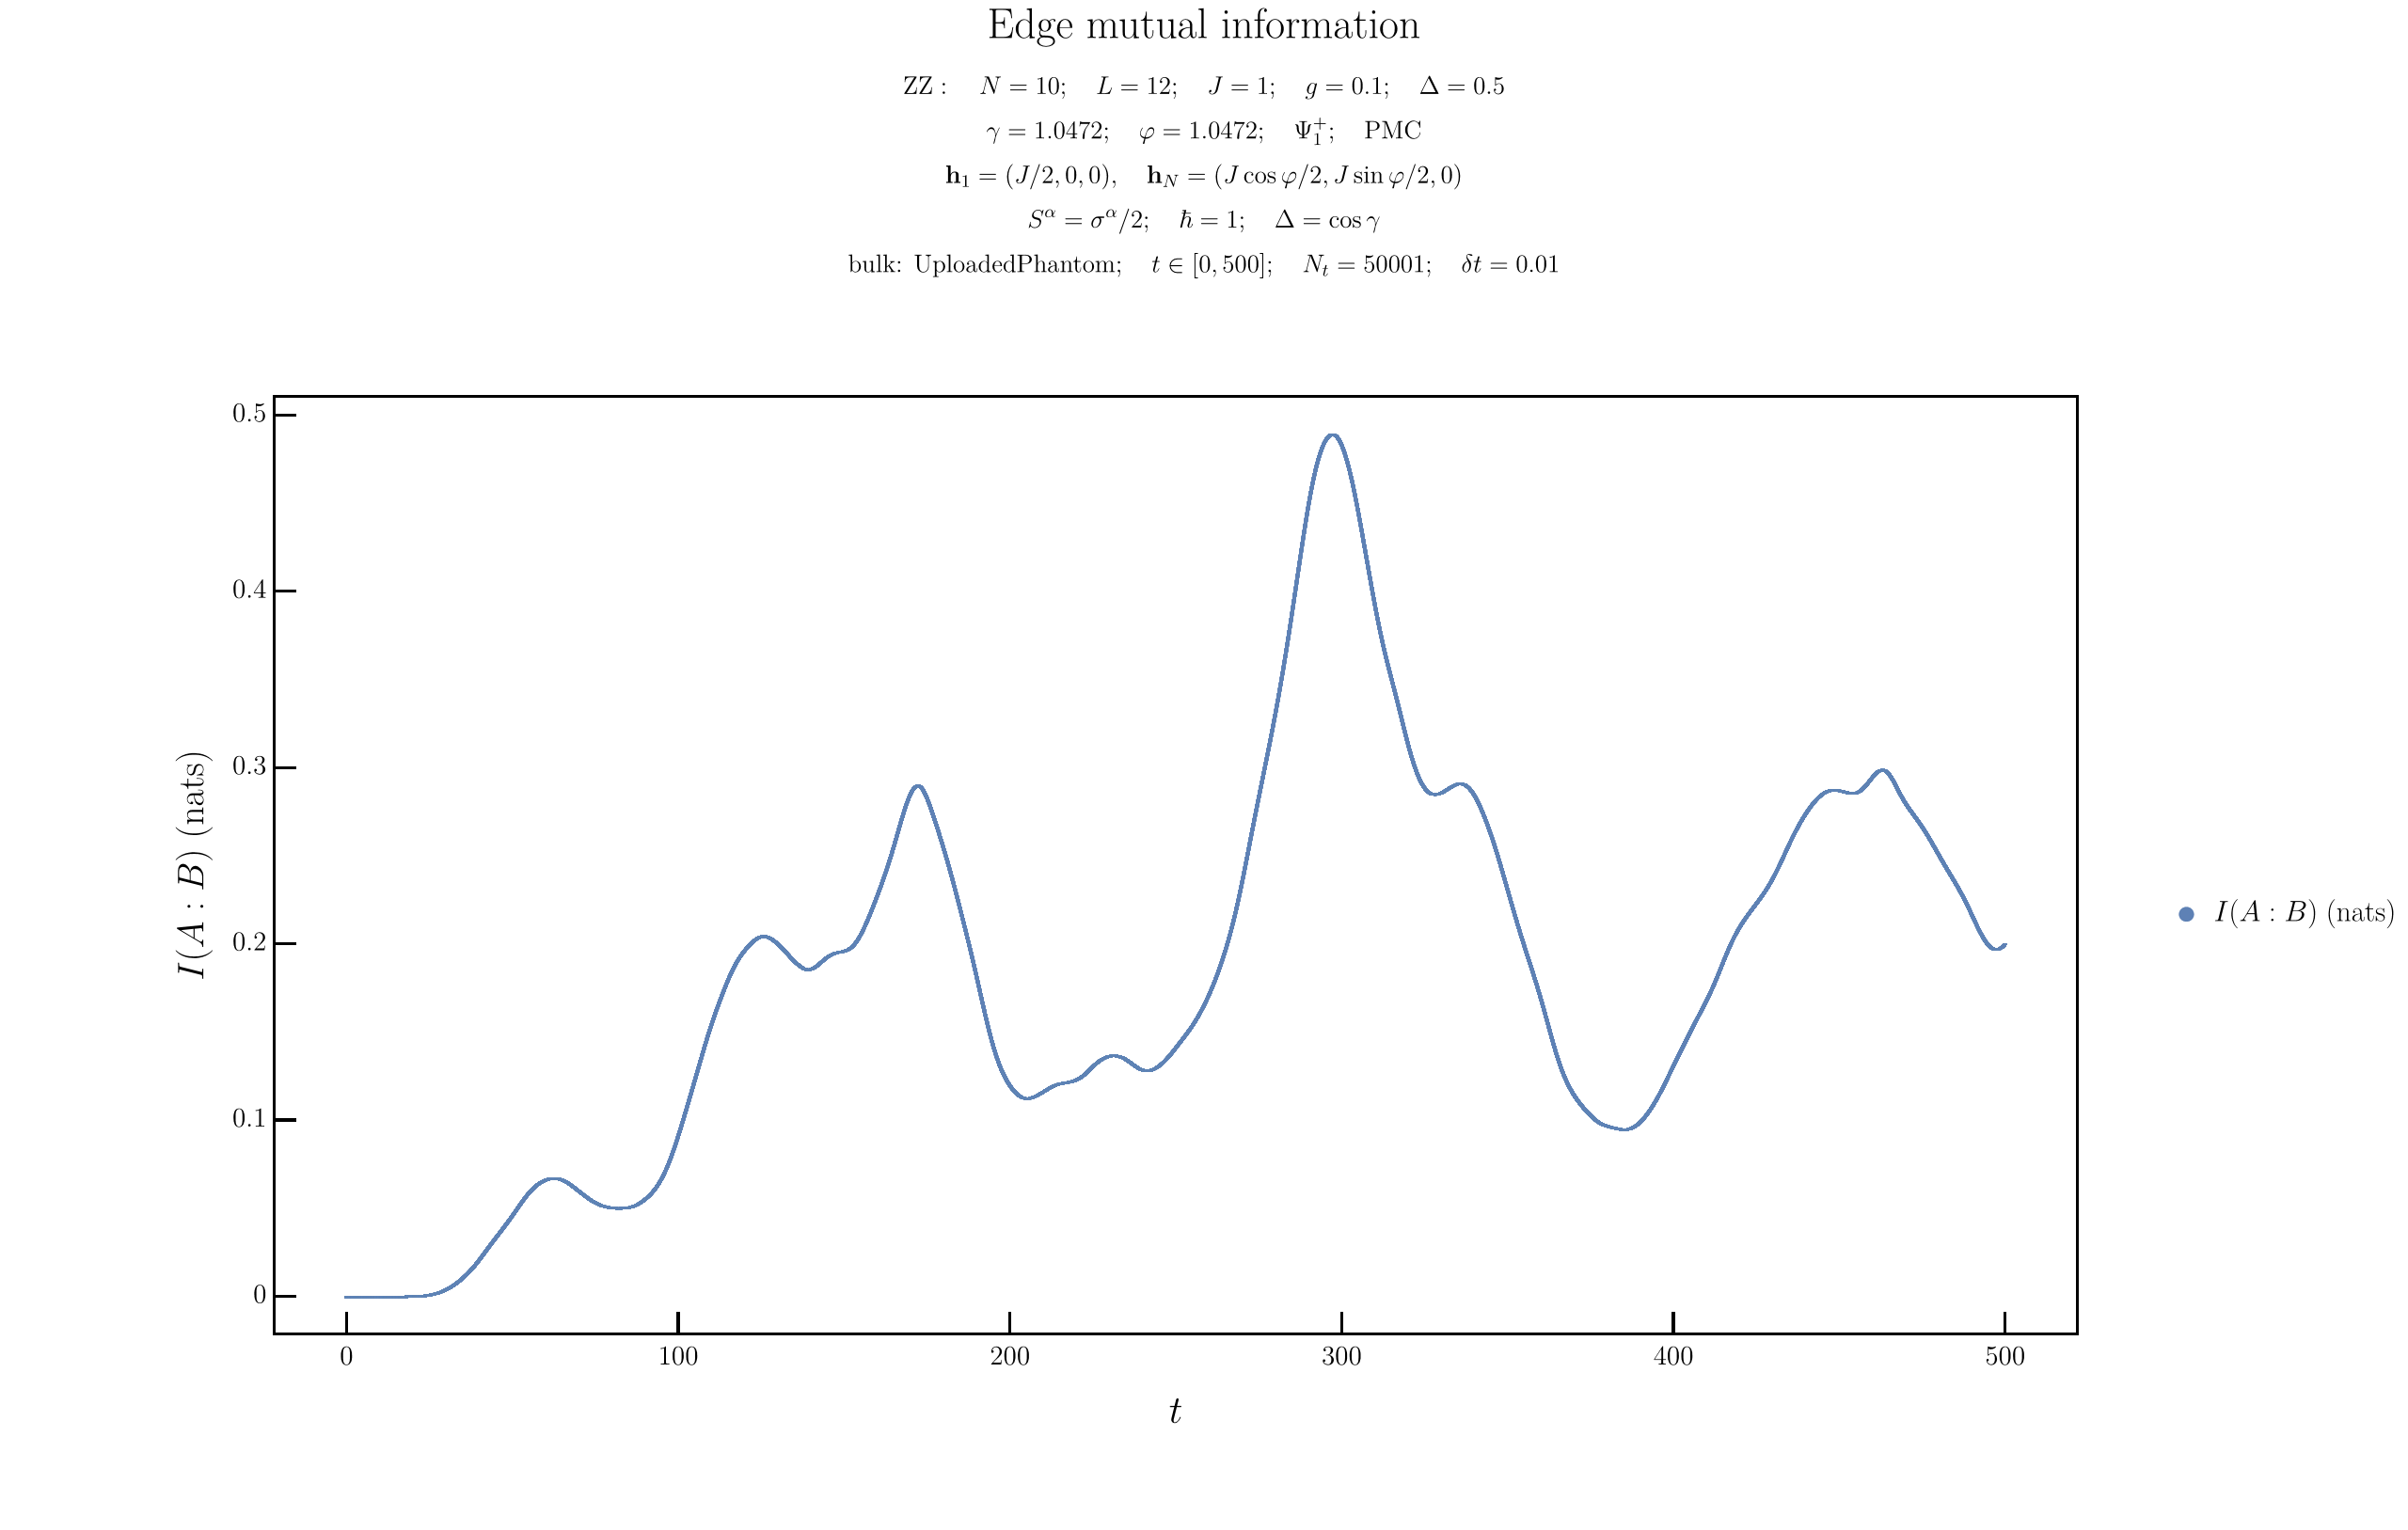 Edge mutual information
ZZ : N = 10; L = 12; J = 1; g = 0.1; Δ = 0.5
γ = 1.0472; φ = 1.0472; Ψ₁⁺; PMC
h₁ = (J/2, 0, 0), h_N = (J cos φ/2, J sin φ/2, 0)
S^α = σ^α/2; ℏ = 1; Δ = cos γ
bulk: UploadedPhantom; t ∈ [0, 500]; N_t = 50001; δt = 0.01
I(A : B) (nats)
0.5
0.4
0.3
0.2
0.1
0
0 100 200 300 400 500
t
I(A : B) (nats)